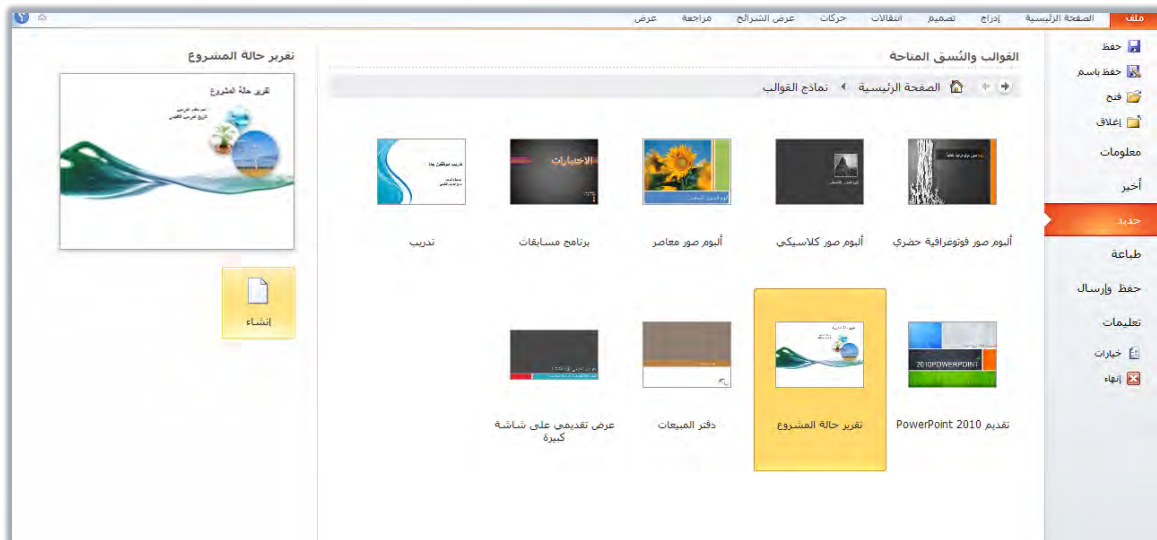 ملف الصفحة الرئيسية إدراج تصميم انتقالات حركات عرض الشرائح مراجعة عرض
حفظ
حفظ باسم
فتح
إغلاق
معلومات
أخير
جديد
طباعة
حفظ وإرسال
تعليمات
خيارات
إنهاء
القوالب والنُسق المتاحة
الصفحة الرئيسية نماذج القوالب
الاختبارات
ألبوم صور فوتوغرافية حضري ألبوم صور كلاسيكي ألبوم صور معاصر برنامج مسابقات تدريب
2010POWERPOINT
تقديم PowerPoint 2010 تقرير حالة المشروع دفتر المبيعات عرض تقديمي على شاشة
كبيرة
تقرير حالة المشروع
تقرير حالة المشروع
إنشاء